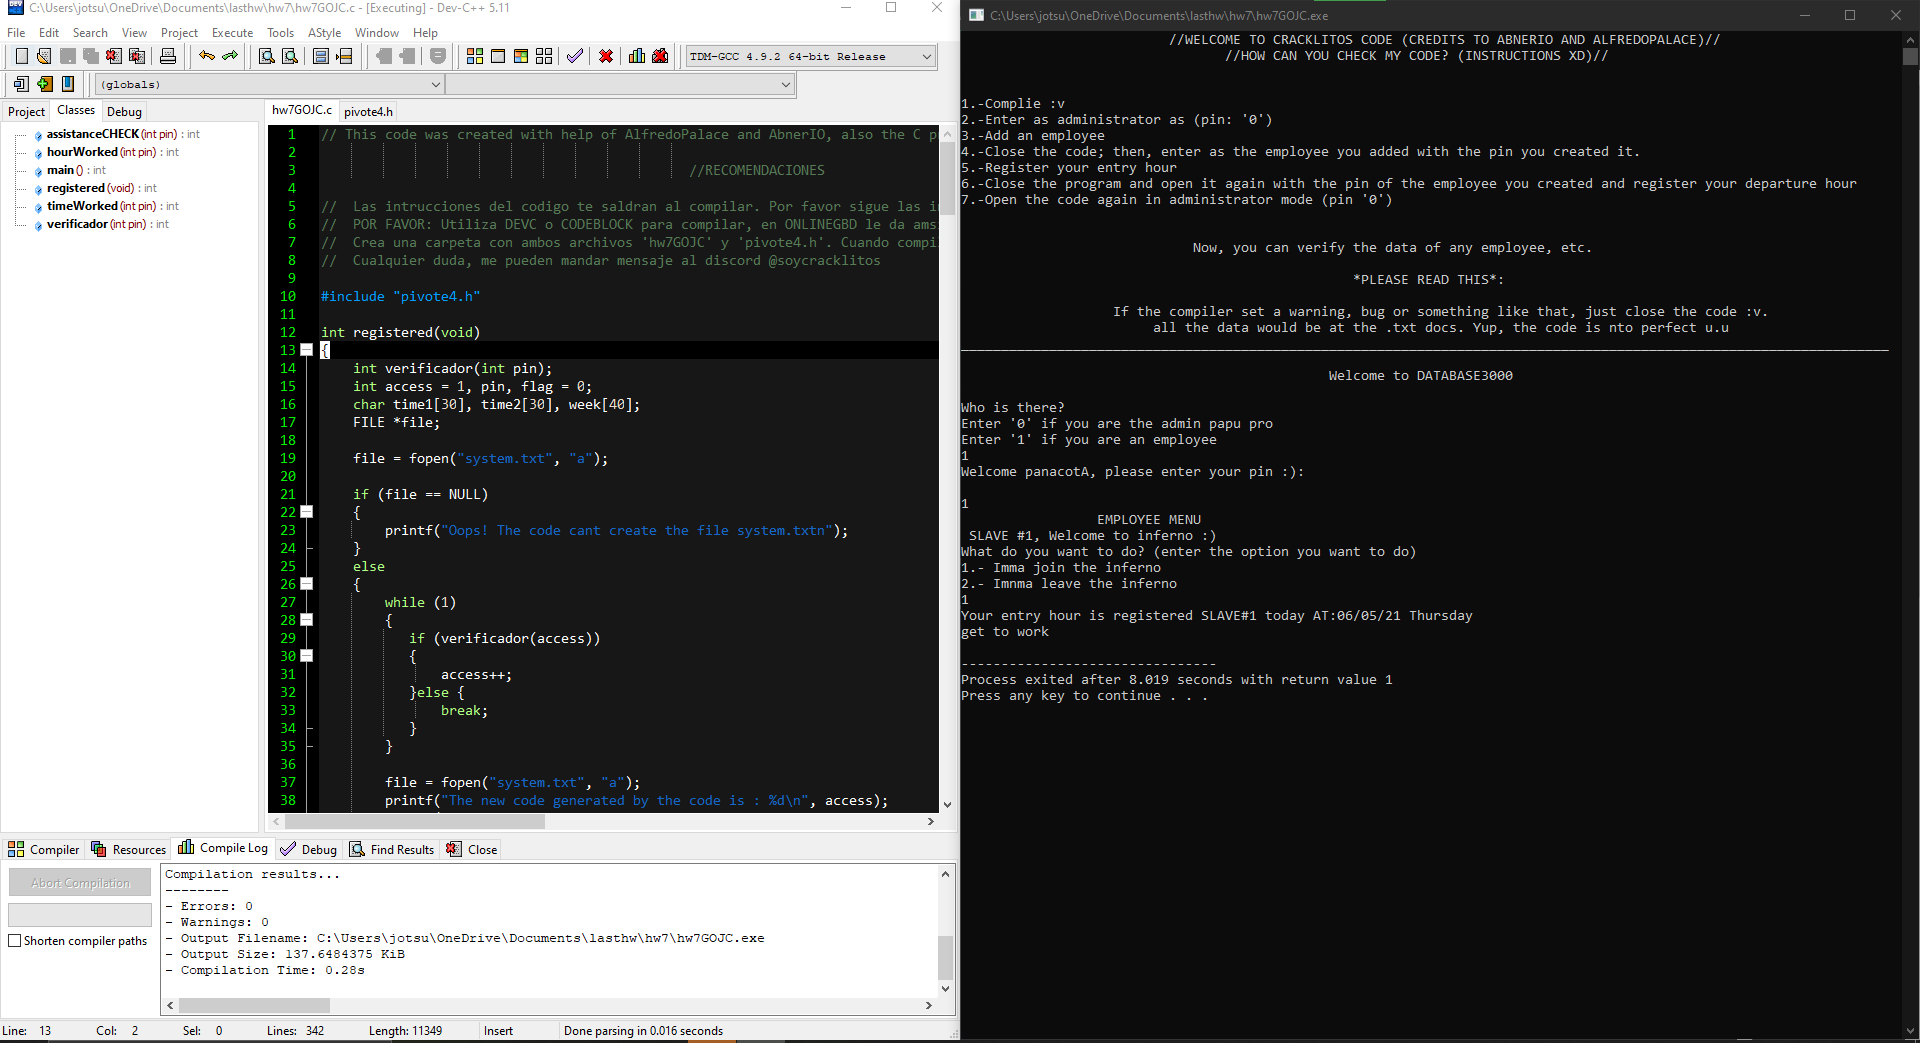 C:\Users\jotsu\OneDrive\Documents\lasthw\hw7\hw7GOJC.c - [Executing] - Dev-C++ 5.11
File Edit Search View Project Execute Tools AStyle Window Help
TDM-GCC 4.9.2 64-bit Release
(globals)
Project Classes Debug
assistanceCHECK (int pin) : int
hourWorked (int pin) : int
main () : int
registered (void) : int
timeWorked (int pin) : int
verificador (int pin) : int
hw7GOJC.c pivote4.h
1 // This code was created with help of AlfredoPalace and AbnerIO, also the C p
2
3 //RECOMENDACIONES
4
5 // Las intrucciones del codigo te saldran al compilar. Por favor sigue las i
6 // POR FAVOR: Utiliza DEVC o CODEBLOCK para compilar, en ONLINEGBD le da ams
7 // Crea una carpeta con ambos archivos 'hw7GOJC' y 'pivote4.h'. Cuando compi
8 // Cualquier duda, me pueden mandar mensaje al discord @soycracklitos
9
10 #include "pivote4.h"
11
12 int registered(void)
13 {
14 int verificador(int pin);
15 int access = 1, pin, flag = 0;
16 char time1[30], time2[30], week[40];
17 FILE *file;
18
19 file = fopen("system.txt", "a");
20
21 if (file == NULL)
22 {
23 printf("Oops! The code cant create the file system.txtn");
24 }
25 else
26 {
27 while (1)
28 {
29 if (verificador(access))
30 {
31 access++;
32 }else {
33 break;
34 }
35 }
36
37 file = fopen("system.txt", "a");
38 printf("The new code generated by the code is : %d\n", access);
Compiler Resources Compile Log Debug Find Results Close
Abort Compilation
Shorten compiler paths
Compilation results...
--------
- Errors: 0
- Warnings: 0
- Output Filename: C:\Users\jotsu\OneDrive\Documents\lasthw\hw7\hw7GOJC.exe
- Output Size: 137.6484375 KiB
- Compilation Time: 0.28s
Line: 13 Col: 2 Sel: 0 Lines: 342 Length: 11349 Insert Done parsing in 0.016 seconds
C:\Users\jotsu\OneDrive\Documents\lasthw\hw7\hw7GOJC.exe
//WELCOME TO CRACKLITOS CODE (CREDITS TO ABNERIO AND ALFREDOPALACE)//
//HOW CAN YOU CHECK MY CODE? (INSTRUCTIONS XD)//
1.-Complie :v
2.-Enter as administrator as (pin: '0')
3.-Add an employee
4.-Close the code; then, enter as the employee you added with the pin you created it.
5.-Register your entry hour
6.-Close the program and open it again with the pin of the employee you created and register your departure hour
7.-Open the code again in administrator mode (pin '0')
Now, you can verify the data of any employee, etc.
*PLEASE READ THIS*:
If the compiler set a warning, bug or something like that, just close the code :v.
all the data would be at the .txt docs. Yup, the code is nto perfect u.u
Welcome to DATABASE3000
Who is there?
Enter '0' if you are the admin papu pro
Enter '1' if you are an employee
1
Welcome panacotA, please enter your pin :):
1
EMPLOYEE MENU
SLAVE #1, Welcome to inferno :)
What do you want to do? (enter the option you want to do)
1.- Imma join the inferno
2.- Imnma leave the inferno
1
Your entry hour is registered SLAVE#1 today AT:06/05/21 Thursday
get to work
--------------------------------
Process exited after 8.019 seconds with return value 1
Press any key to continue . . .